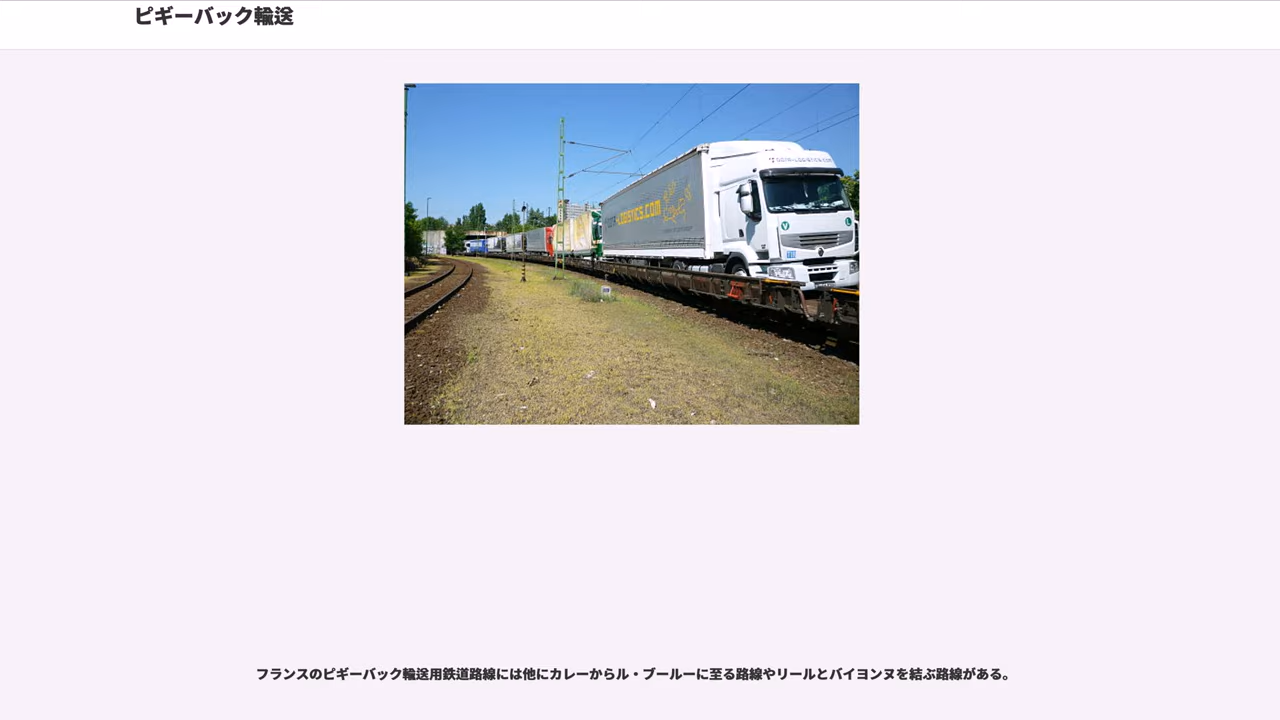 ピギーバック輸送
LOGISTICS.COM
フランスのピギーバック輸送用鉄道路線には他にカレーからル・ブールーに至る路線やリールとバイヨンヌを結ぶ路線がある。